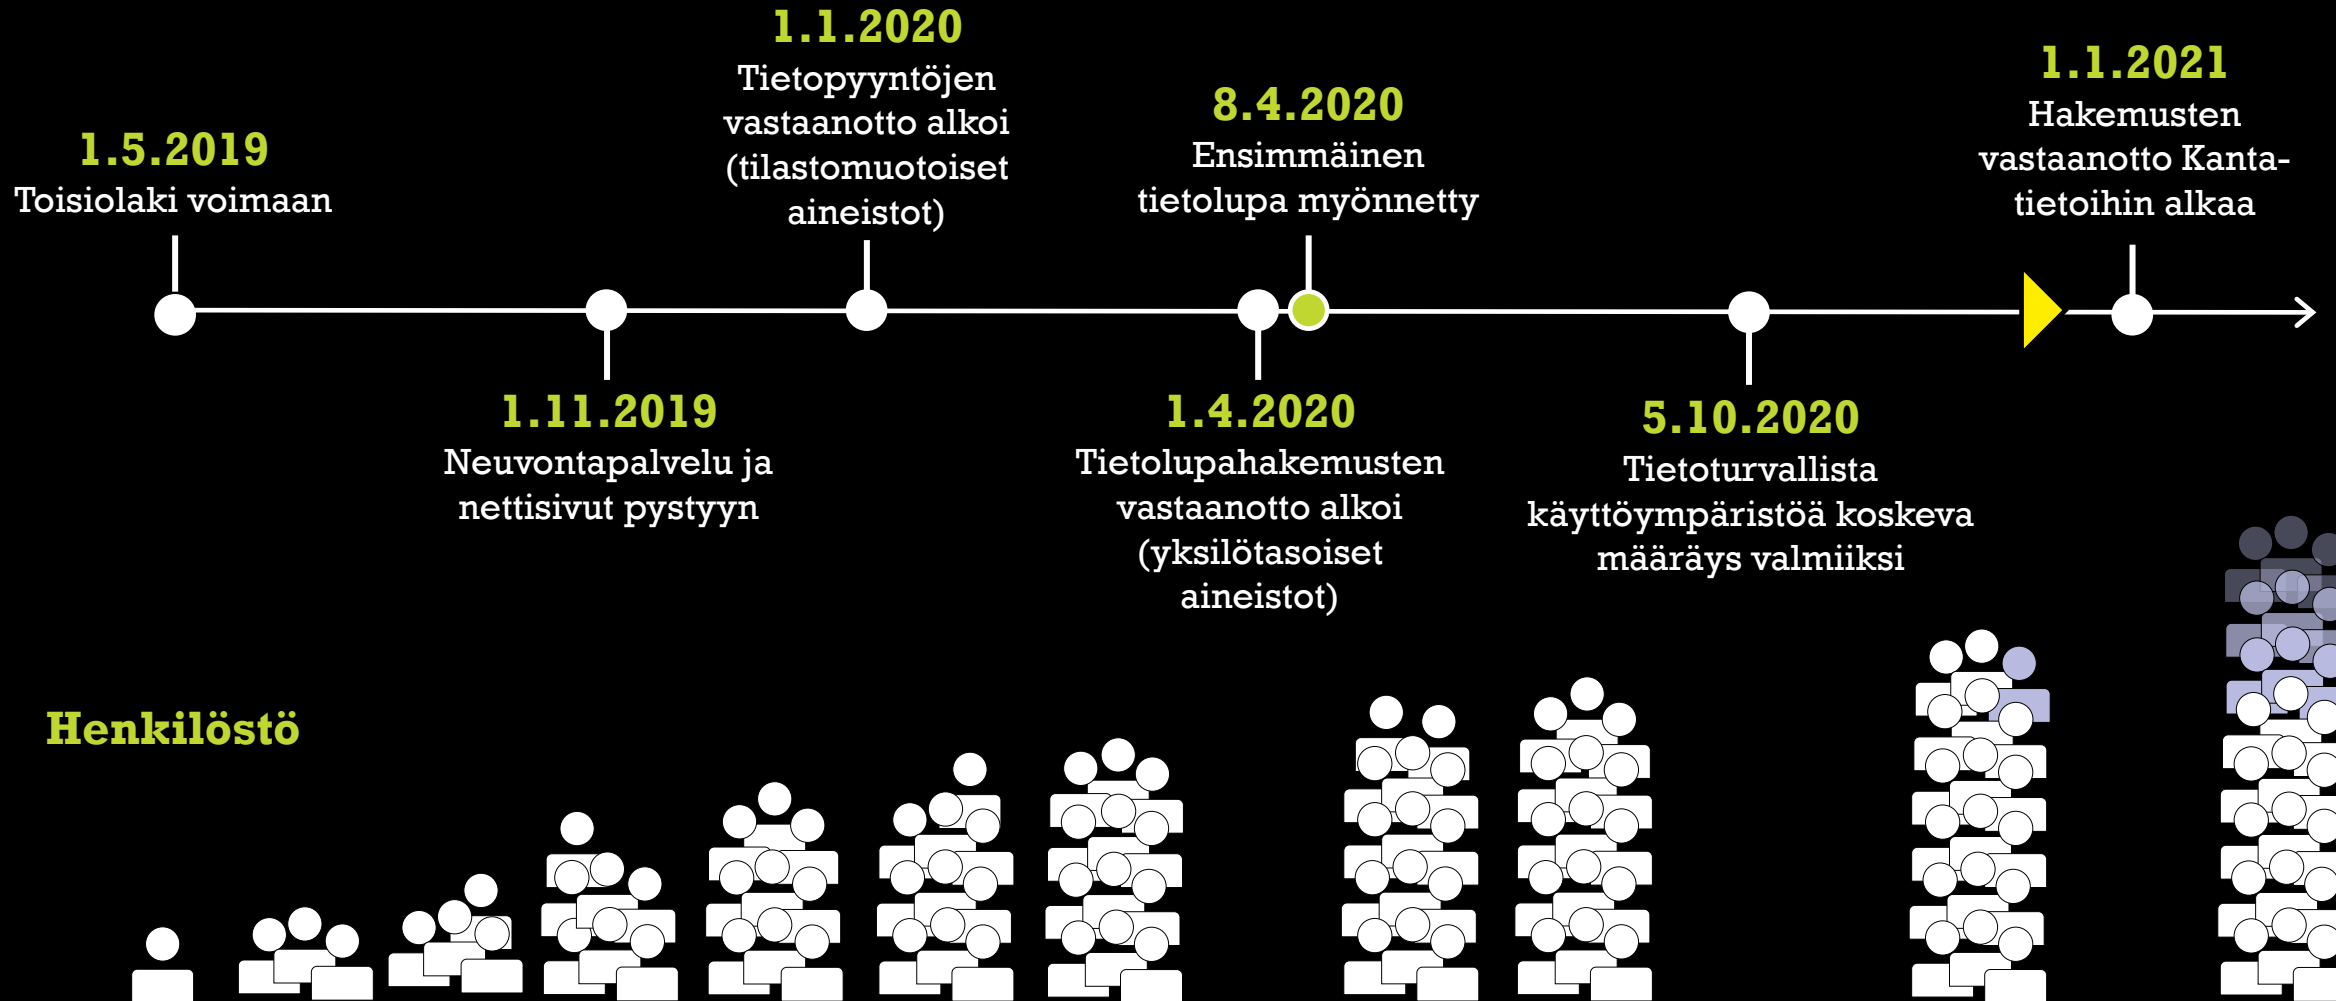 1.5.2019
Toisiolaki voimaan
1.11.2019
Neuvontapalvelu ja
nettisivut pystyyn
1.1.2020
Tietopyyntöjen
vastaanotto alkoi
(tilastomuotoiset
aineistot)
1.4.2020
Tietolupahakemusten
vastaanotto alkoi
(yksilötasoiset
aineistot)
8.4.2020
Ensimmäinen
tietolupa myönnetty
5.10.2020
Tietoturvallista
käyttöympäristöä koskeva
määräys valmiiksi
1.1.2021
Hakemusten
vastaanotto Kanta-
tietoihin alkaa
Henkilöstö